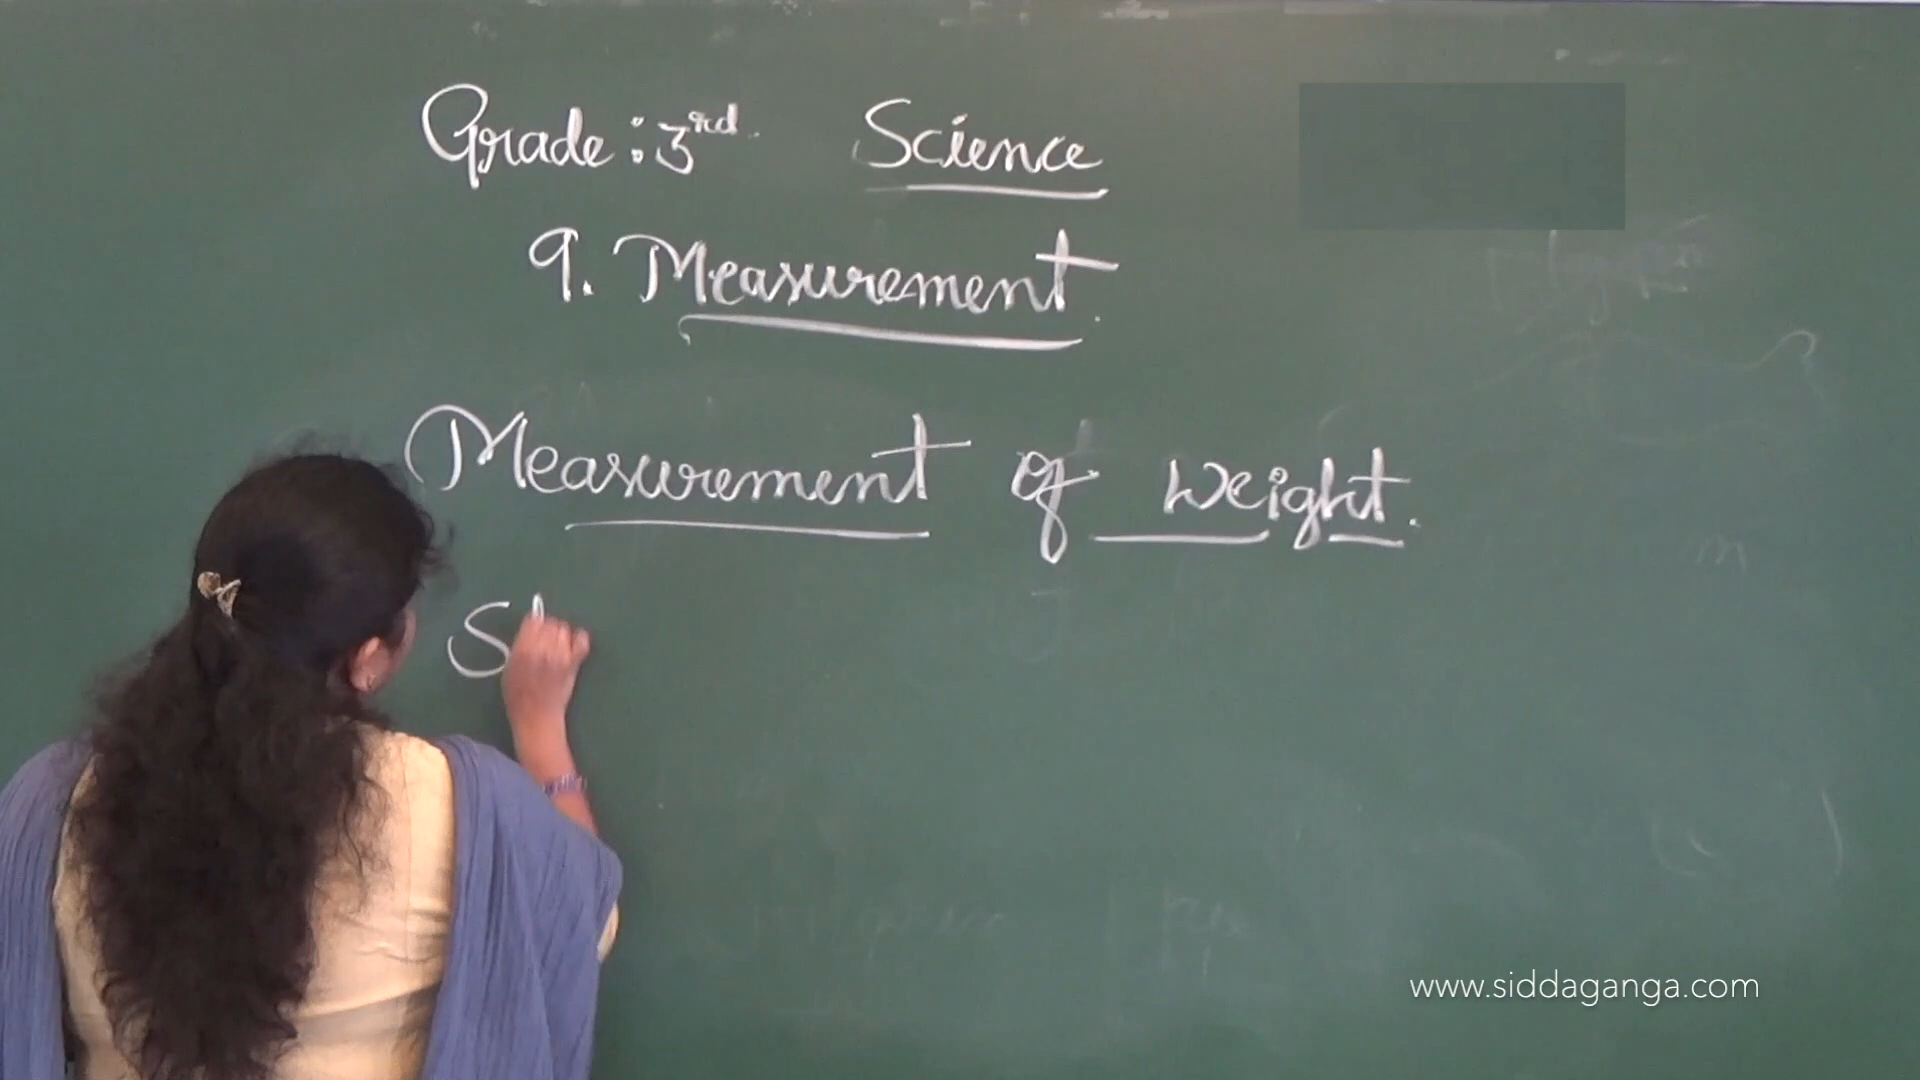 Grade : 3rd. Science
9. Measurement.
Measurement of Weight.
S
www.siddaganga.com